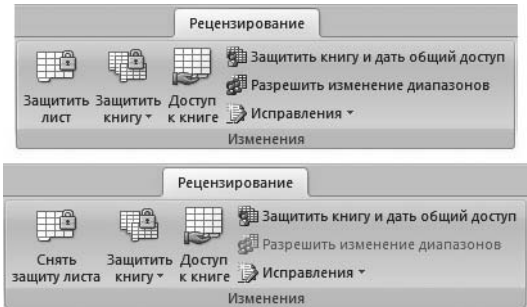 Рецензирование
Защитить лист
Защитить книгу
Доступ к книге
Защитить книгу и дать общий доступ
Разрешить изменение диапазонов
Исправления
Изменения
Рецензирование
Снять защиту листа
Защитить книгу
Доступ к книге
Защитить книгу и дать общий доступ
Разрешить изменение диапазонов
Исправления
Изменения